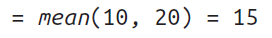 = mean(10, 20) = 15